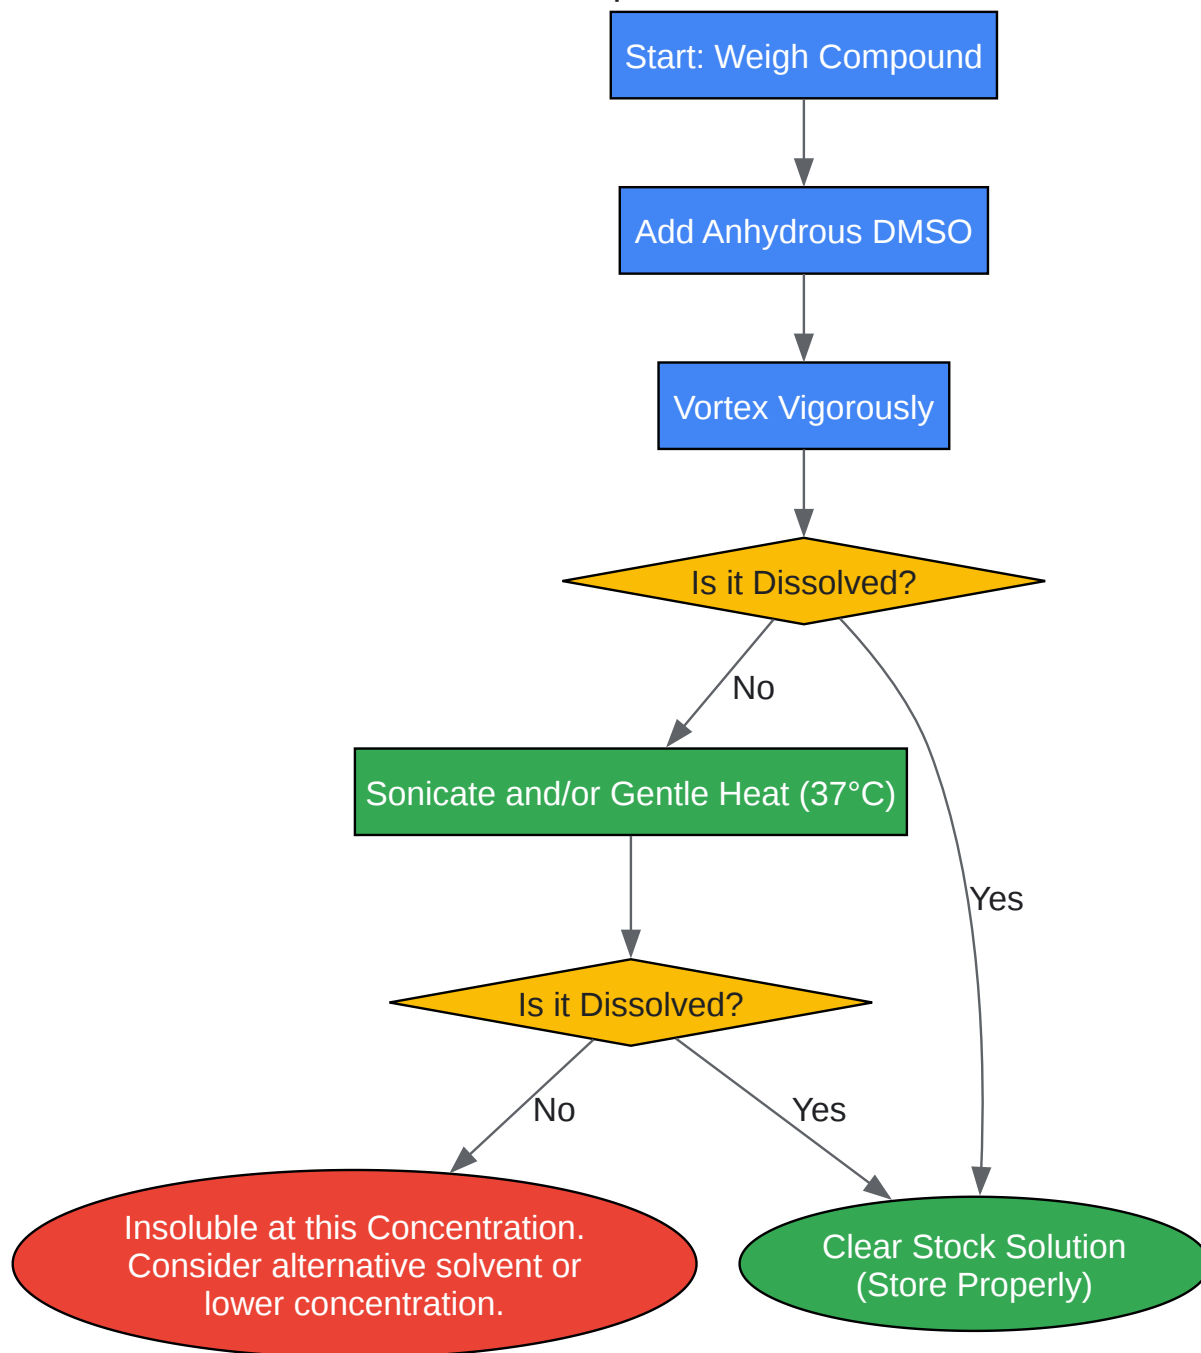 Start: Weigh Compound
Add Anhydrous DMSO
Vortex Vigorously
Is it Dissolved?
No
Sonicate and/or Gentle Heat (37°C)
Yes
Is it Dissolved?
No
Yes
Insoluble at this Concentration.
Consider alternative solvent or
lower concentration.
Clear Stock Solution
(Store Properly)